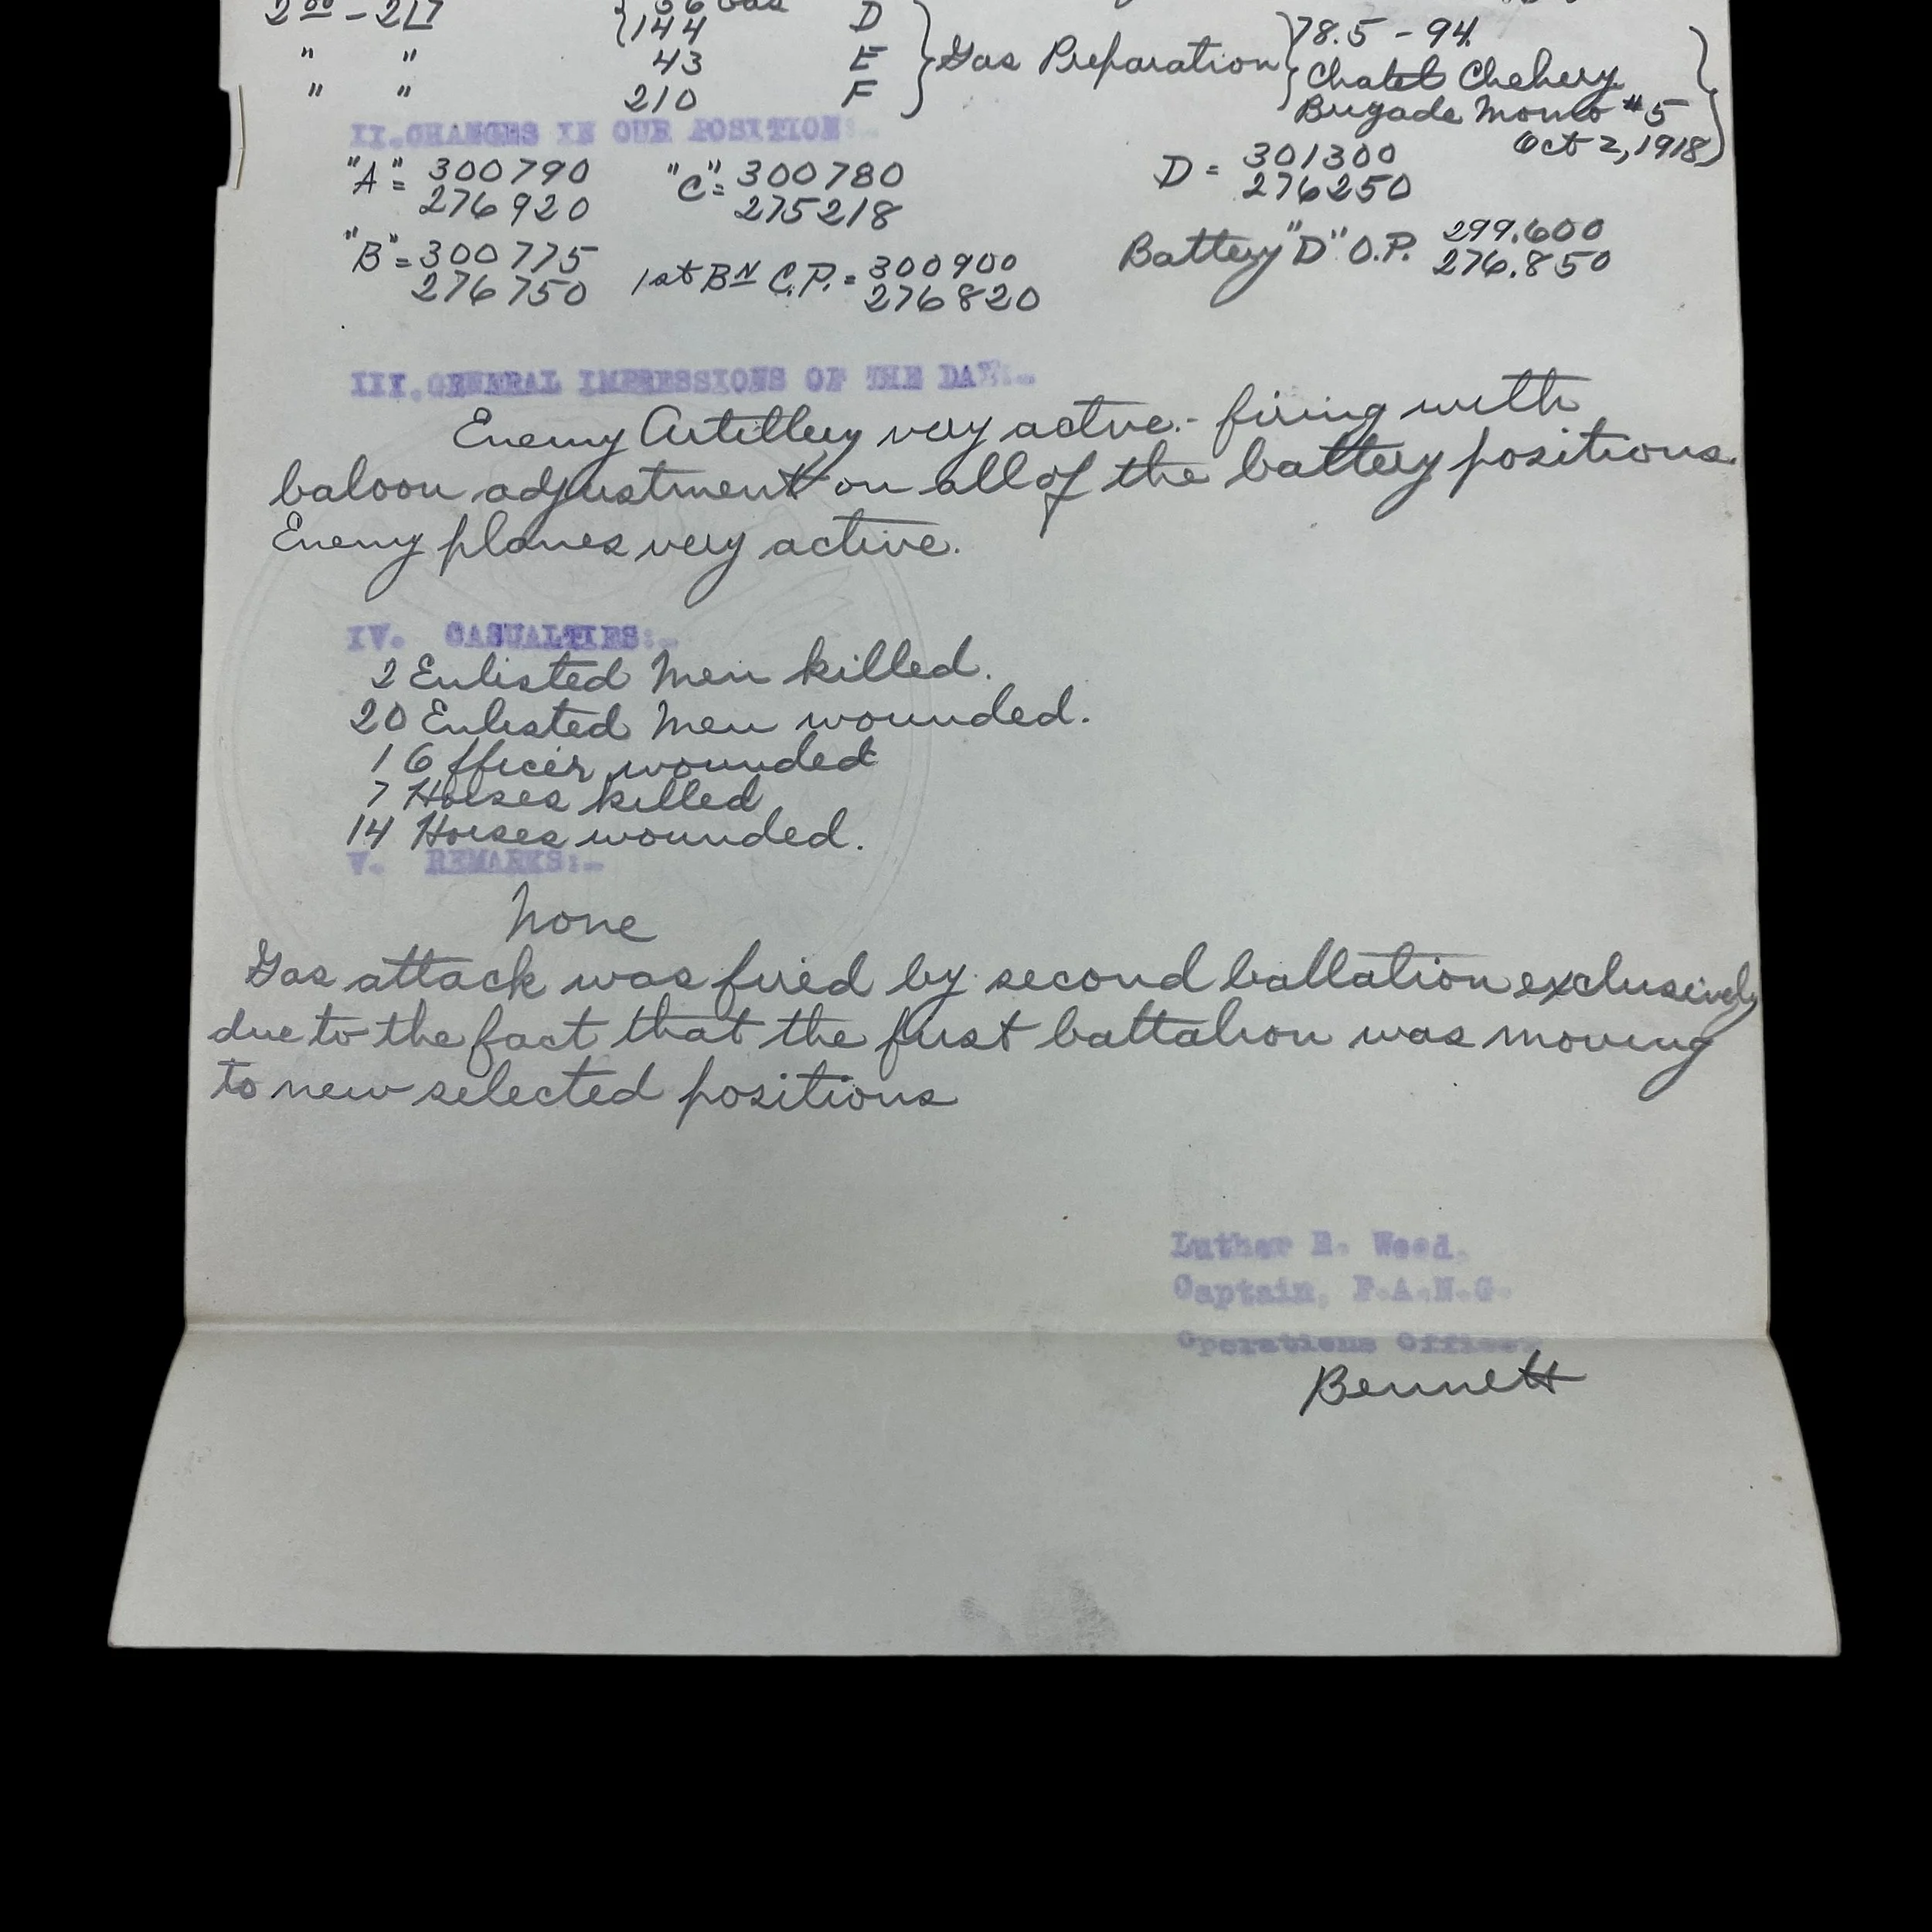 2 00 - 217 { D
144
" " 43 E } Gas Preparation { 78.5 - 94.
Chatel Chehery
" " 210 F Brigade Momo #5
Oct 2, 1918
II. CHANGES IN OUR POSITION:-
"A" = 300790 "C" = 300780 D = 301300
276920 275218 276250
"B" = 300775 1st BN C.P. = 300900 Battery "D" O.P. 299.600
276750 276820 276.850
III. GENERAL IMPRESSIONS OF THE DAY:-
Enemy Artillery very active.- firing with
baloon adjustment on all of the battery positions.
Enemy planes very active.
IV. CASUALTIES:-
2 Enlisted Men killed.
20 Enlisted Men wounded.
1 Officer wounded
7 Horses killed
14 Horses wounded.
V. REMARKS:-
None
Gas attack was fired by second ballation exclusively
due to the fact that the first battalion was moving
to new selected positions
Luther
Captain, F.A.N.G.
Operations Officer
Bennett